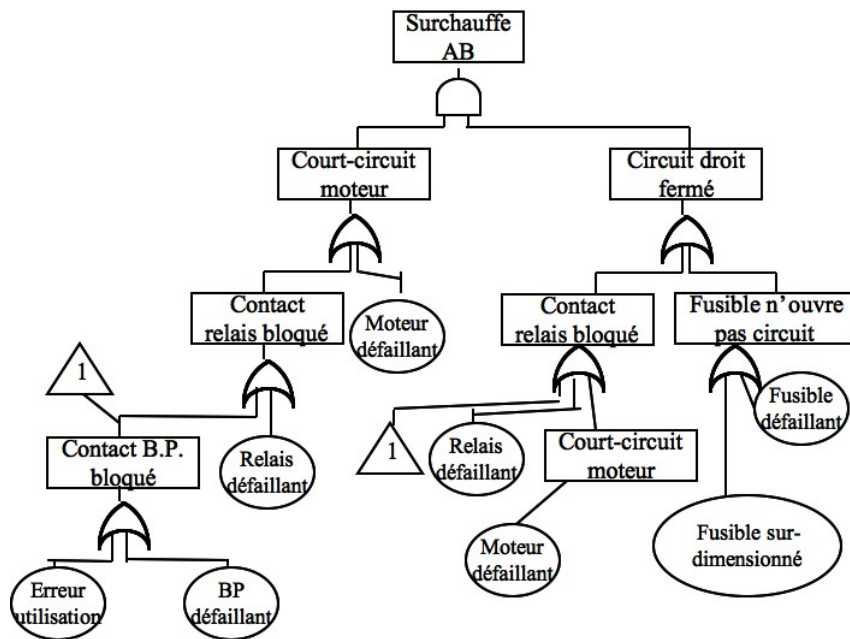 Surchauffe
AB
Court-circuit
moteur
Circuit droit
fermé
Contact
relais bloqué
Moteur
défaillant
Contact
relais bloqué
Fusible n’ouvre
pas circuit
1
Fusible
défaillant
Contact B.P.
bloqué
Relais
défaillant
1
Relais
défaillant
Court-circuit
moteur
Fusible sur-
dimensionné
Moteur
défaillant
Erreur
utilisation
BP
défaillant